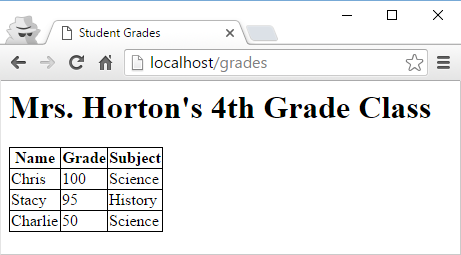 Student Grades
localhost/grades
Mrs. Horton's 4th Grade Class
Name Grade Subject
Chris 100 Science
Stacy 95 History
Charlie 50 Science